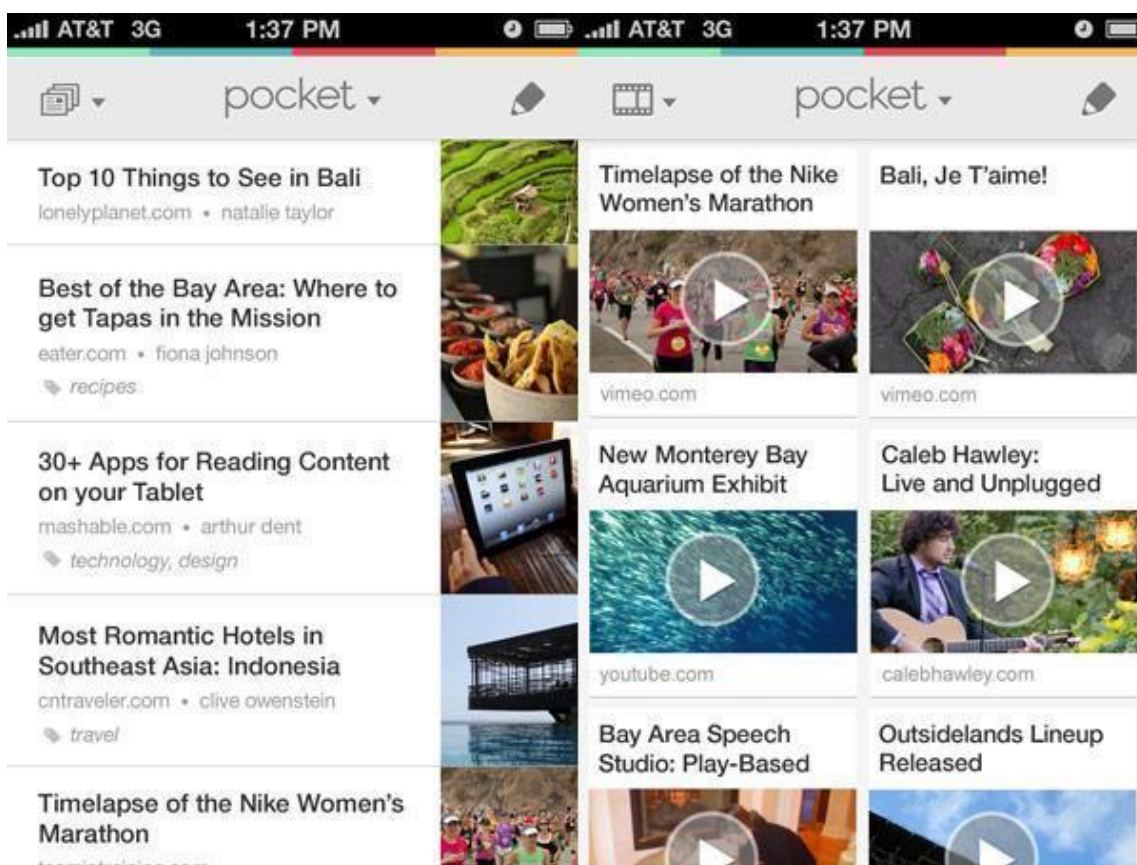 AT&T 3G 1:37 PM
pocket
Top 10 Things to See in Bali
lonelyplanet.com • natalie taylor
Best of the Bay Area: Where to
get Tapas in the Mission
eater.com • fiona johnson
recipes
30+ Apps for Reading Content
on your Tablet
mashable.com • arthur dent
technology, design
Most Romantic Hotels in
Southeast Asia: Indonesia
cntraveler.com • clive owenstein
travel
Timelapse of the Nike Women's
Marathon
AT&T 3G 1:37 PM
pocket
Timelapse of the Nike
Women's Marathon
vimeo.com
Bali, Je T'aime!
vimeo.com
New Monterey Bay
Aquarium Exhibit
youtube.com
Caleb Hawley:
Live and Unplugged
calebhawley.com
Bay Area Speech
Studio: Play-Based
Outsidelands Lineup
Released